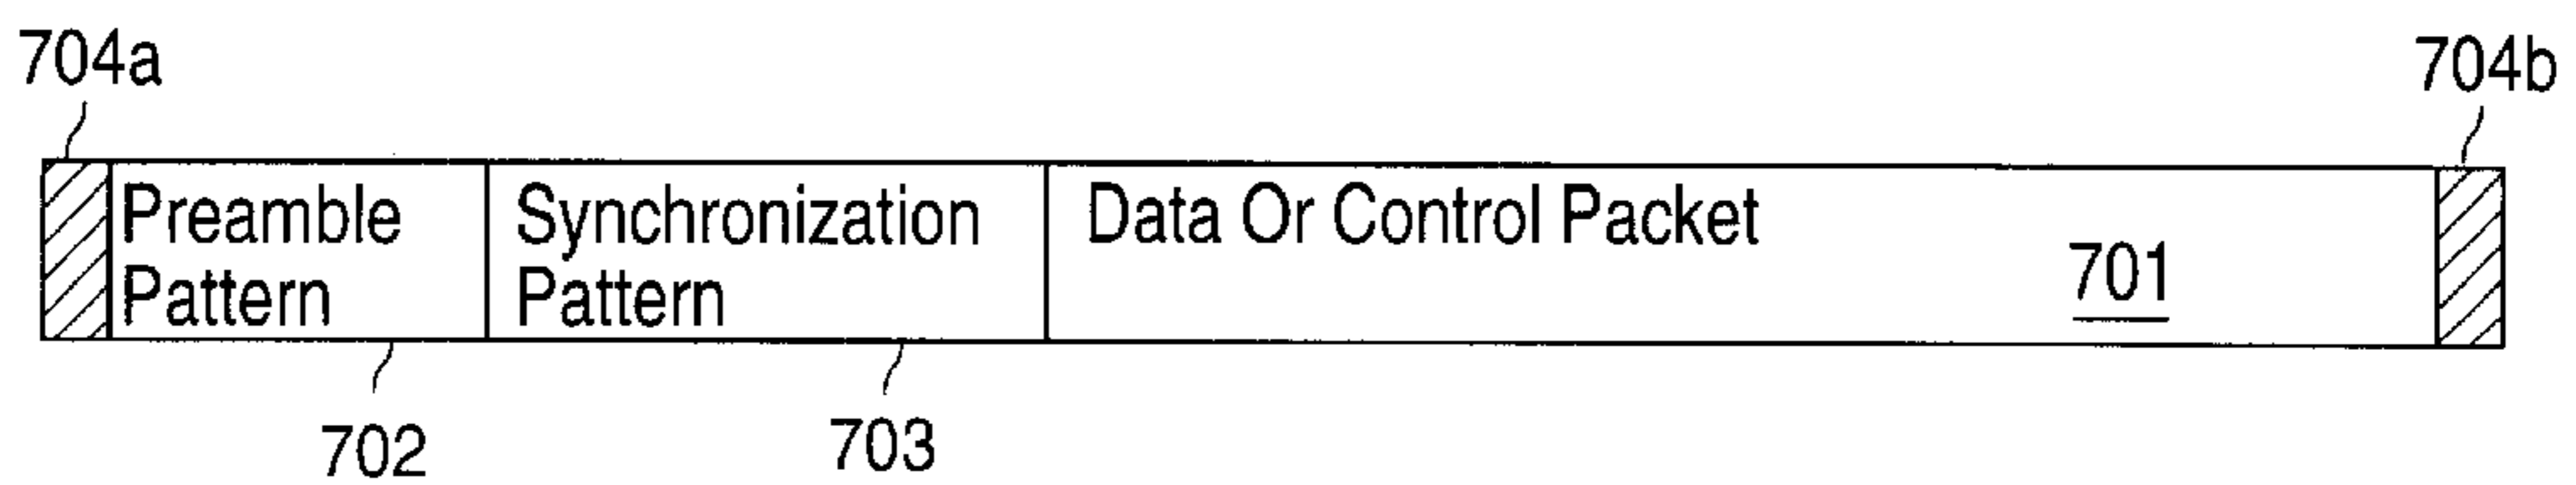 704a
704b
Preamble
Pattern
Synchronization
Pattern
Data Or Control Packet
701
702
703